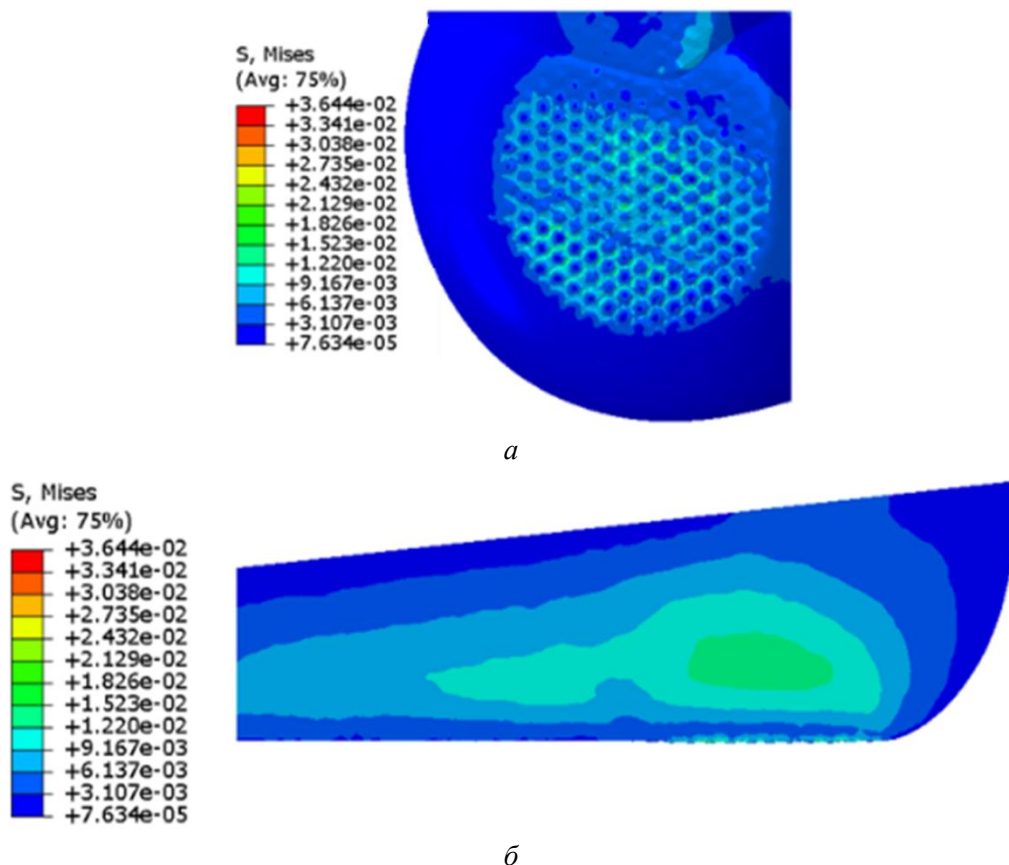 S, Mises
(Avg: 75%)
+3.644e-02
+3.341e-02
+3.038e-02
+2.735e-02
+2.432e-02
+2.129e-02
+1.826e-02
+1.523e-02
+1.220e-02
+9.167e-03
+6.137e-03
+3.107e-03
+7.634e-05
а
S, Mises
(Avg: 75%)
+3.644e-02
+3.341e-02
+3.038e-02
+2.735e-02
+2.432e-02
+2.129e-02
+1.826e-02
+1.523e-02
+1.220e-02
+9.167e-03
+6.137e-03
+3.107e-03
+7.634e-05
б